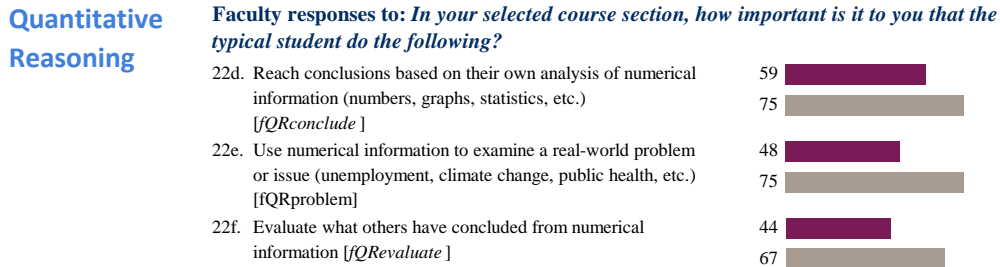 Quantitative
Reasoning
Faculty responses to: In your selected course section, how important is it to you that the
typical student do the following?
22d. Reach conclusions based on their own analysis of numerical
information (numbers, graphs, statistics, etc.)
[fQRconclude ]
59
75
22e. Use numerical information to examine a real-world problem
or issue (unemployment, climate change, public health, etc.)
[fQRproblem]
48
75
22f. Evaluate what others have concluded from numerical
information [fQRevaluate ]
44
67